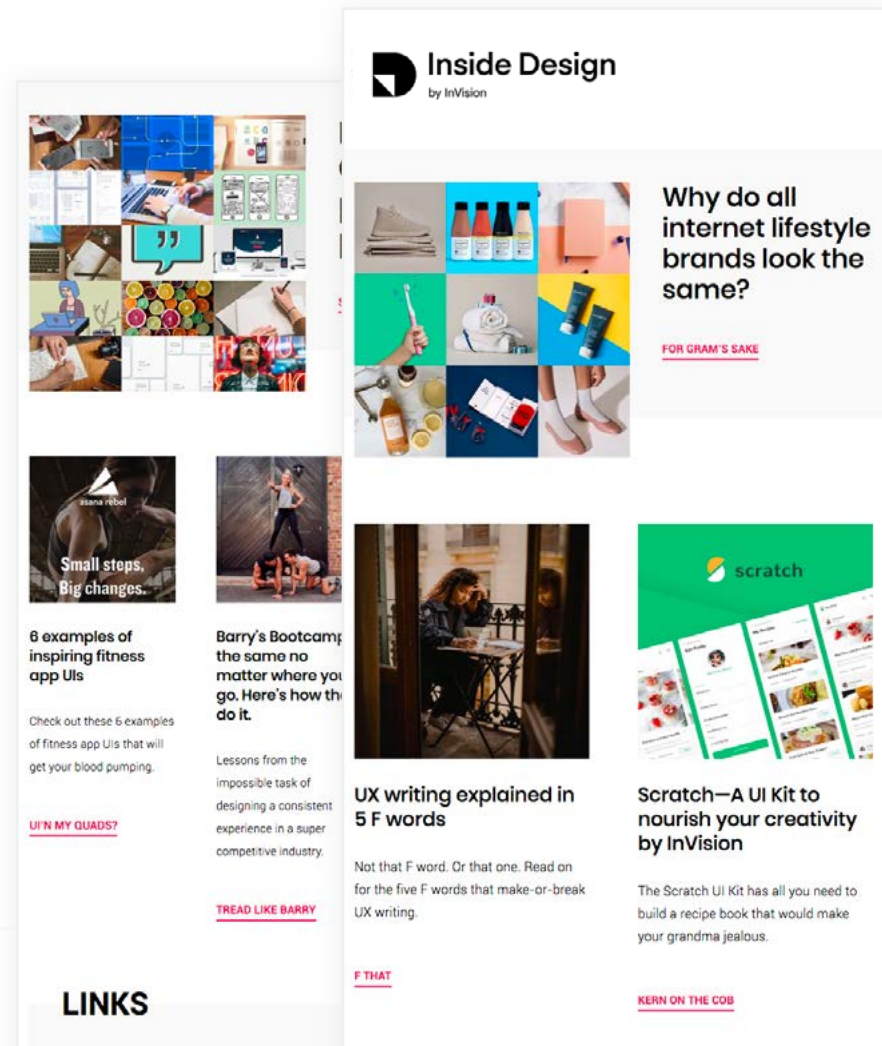 Inside Design
by InVision
Why do all
internet lifestyle
brands look the
same?
FOR GRAM'S SAKE
asana rebel
Small steps,
Big changes.
6 examples of
inspiring fitness
app UIs
Check out these 6 examples
of fitness app UIs that will
get your blood pumping.
UI'N MY QUADS?
Barry's Bootcamp
the same no
matter where you
go. Here's how th
do it.
Lessons from the
impossible task of
designing a consistent
experience in a super
competitive industry.
TREAD LIKE BARRY
LINKS
UX writing explained in
5 F words
Not that F word. Or that one. Read on
for the five F words that make-or-break
UX writing.
F THAT
scratch
Scratch—A UI Kit to
nourish your creativity
by InVision
The Scratch UI Kit has all you need to
build a recipe book that would make
your grandma jealous.
KERN ON THE COB